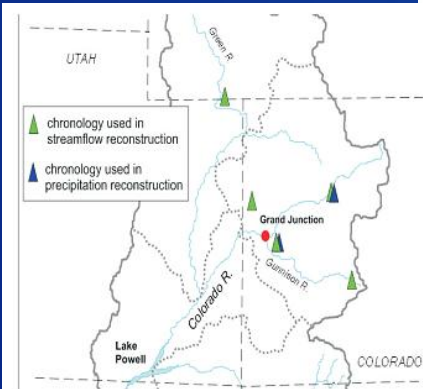 Green R
UTAH
chronology used in
streamflow reconstruction
chronology used in
precipitation reconstruction
Grand Junction
Gunnison R.
Colorado R.
Lake
Powell
COLORADO